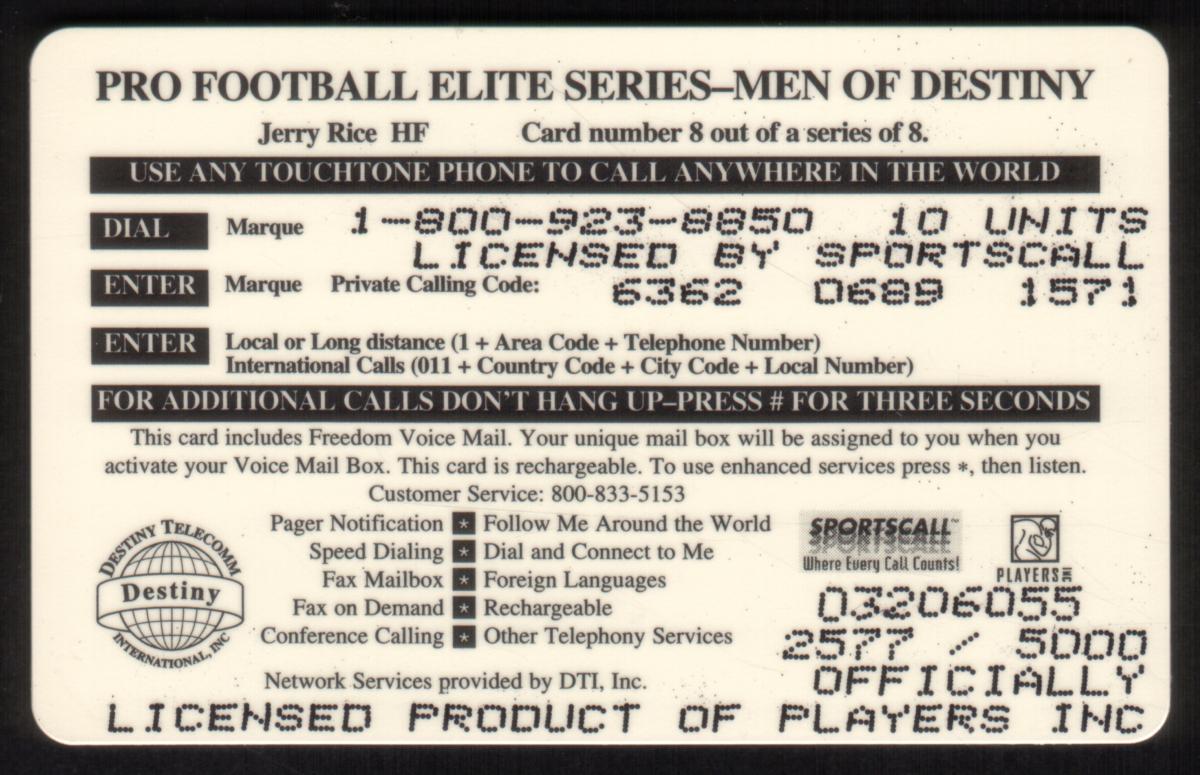 PRO FOOTBALL ELITE SERIES–MEN OF DESTINY
Jerry Rice HF Card number 8 out of a series of 8.
USE ANY TOUCHTONE PHONE TO CALL ANYWHERE IN THE WORLD
DIAL Marque 1-800-923-8850 10 UNITS
LICENSED BY SPORTSCALL
ENTER Marque Private Calling Code: 6362 0689 1571
ENTER Local or Long distance (1 + Area Code + Telephone Number)
International Calls (011 + Country Code + City Code + Local Number)
FOR ADDITIONAL CALLS DON'T HANG UP–PRESS # FOR THREE SECONDS
This card includes Freedom Voice Mail. Your unique mail box will be assigned to you when you
activate your Voice Mail Box. This card is rechargeable. To use enhanced services press *, then listen.
Customer Service: 800-833-5153
Pager Notification * Follow Me Around the World
Speed Dialing * Dial and Connect to Me
Fax Mailbox * Foreign Languages
Fax on Demand * Rechargeable
Conference Calling * Other Telephony Services
Network Services provided by DTI, Inc.
DESTINY TELECOMM
Destiny
INTERNATIONAL, INC
SPORTSCALL™
SPORTSCALL
Where Every Call Counts!
PLAYERS INC
03206055
2577 / 5000
OFFICIALLY
LICENSED PRODUCT OF PLAYERS INC